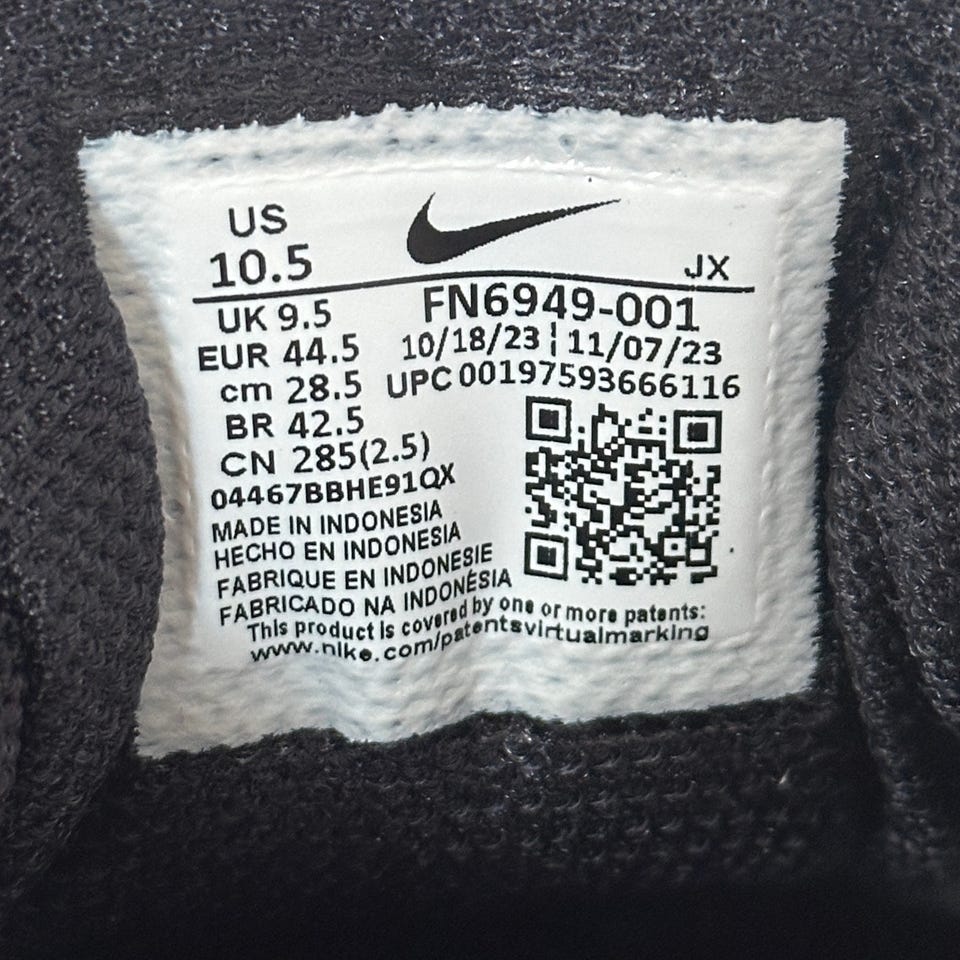 US
10.5
JX
UK 9.5
EUR 44.5
cm 28.5
BR 42.5
CN 285(2.5)
FN6949-001
10/18/23 ¦ 11/07/23
UPC 00197593666116
04467BBHE91QX
MADE IN INDONESIA
HECHO EN INDONESIA
FABRIQUE EN INDONESIE
FABRICADO NA INDONÉSIA
This product is covered by one or more patents:
www.nike.com/patentsvirtualmarking